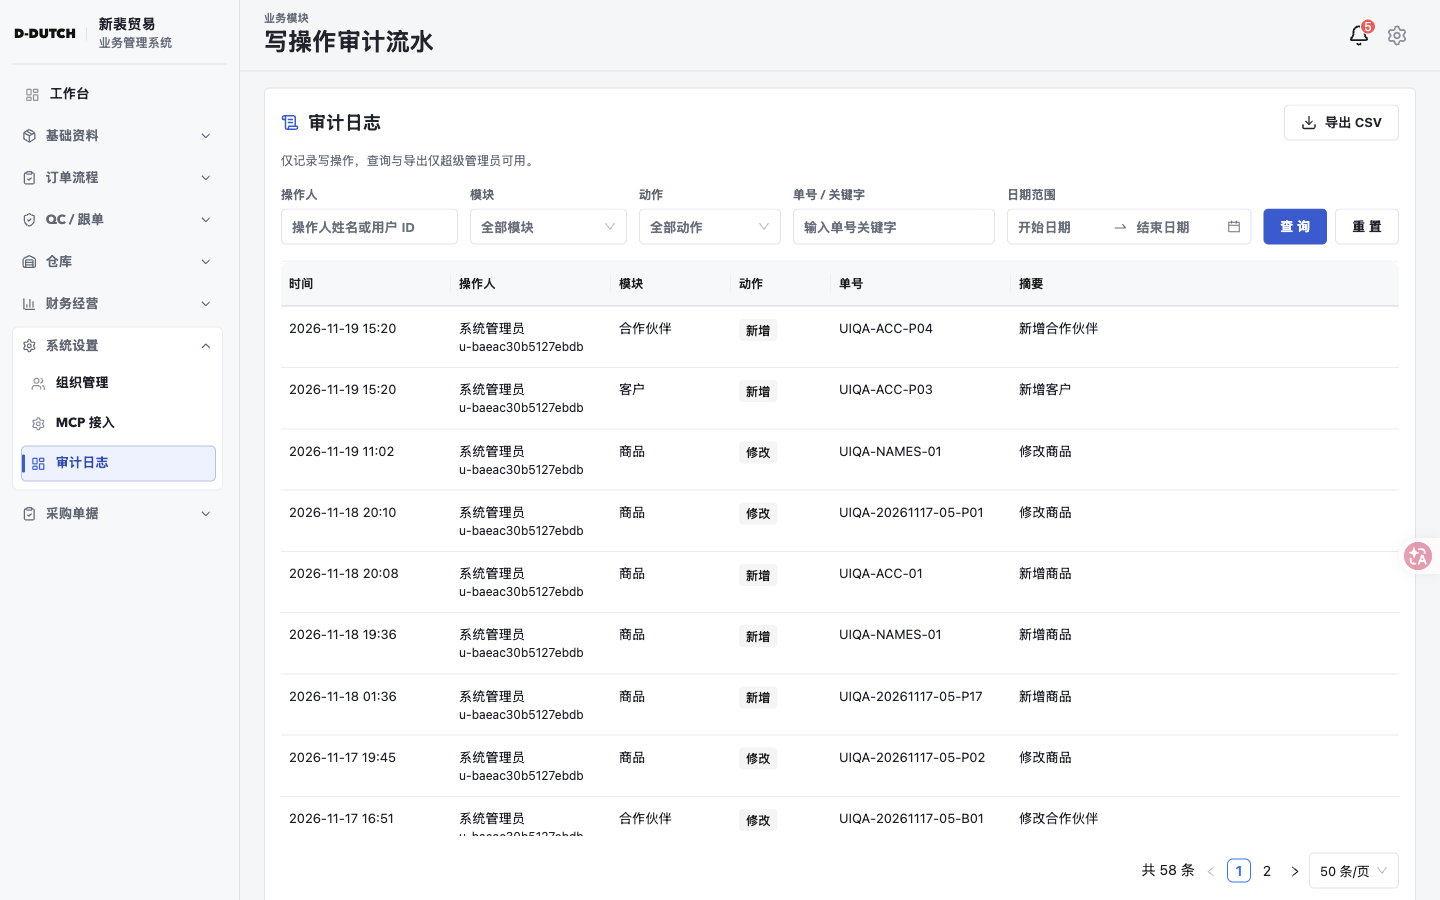 D-DUTCH
新裴贸易
业务管理系统
工作台
基础资料
订单流程
QC / 跟单
仓库
财务经营
系统设置
组织管理
MCP 接入
审计日志
采购单据
业务模块
写操作审计流水
5
审计日志
导出 CSV
仅记录写操作，查询与导出仅超级管理员可用。
操作人 模块 动作 单号 / 关键字 日期范围
操作人姓名或用户 ID 全部模块 全部动作 输入单号关键字 开始日期 结束日期 查 询 重 置
时间 操作人 模块 动作 单号 摘要
2026-11-19 15:20 系统管理员 合作伙伴 新增 UIQA-ACC-P04 新增合作伙伴
u-baeac30b5127ebdb
2026-11-19 15:20 系统管理员 客户 新增 UIQA-ACC-P03 新增客户
u-baeac30b5127ebdb
2026-11-19 11:02 系统管理员 商品 修改 UIQA-NAMES-01 修改商品
u-baeac30b5127ebdb
2026-11-18 20:10 系统管理员 商品 修改 UIQA-20261117-05-P01 修改商品
u-baeac30b5127ebdb
2026-11-18 20:08 系统管理员 商品 新增 UIQA-ACC-01 新增商品
u-baeac30b5127ebdb
2026-11-18 19:36 系统管理员 商品 新增 UIQA-NAMES-01 新增商品
u-baeac30b5127ebdb
2026-11-18 01:36 系统管理员 商品 新增 UIQA-20261117-05-P17 新增商品
u-baeac30b5127ebdb
2026-11-17 19:45 系统管理员 商品 修改 UIQA-20261117-05-P02 修改商品
u-baeac30b5127ebdb
2026-11-17 16:51 系统管理员 合作伙伴 修改 UIQA-20261117-05-B01 修改合作伙伴
共 58 条 1 2 50 条/页